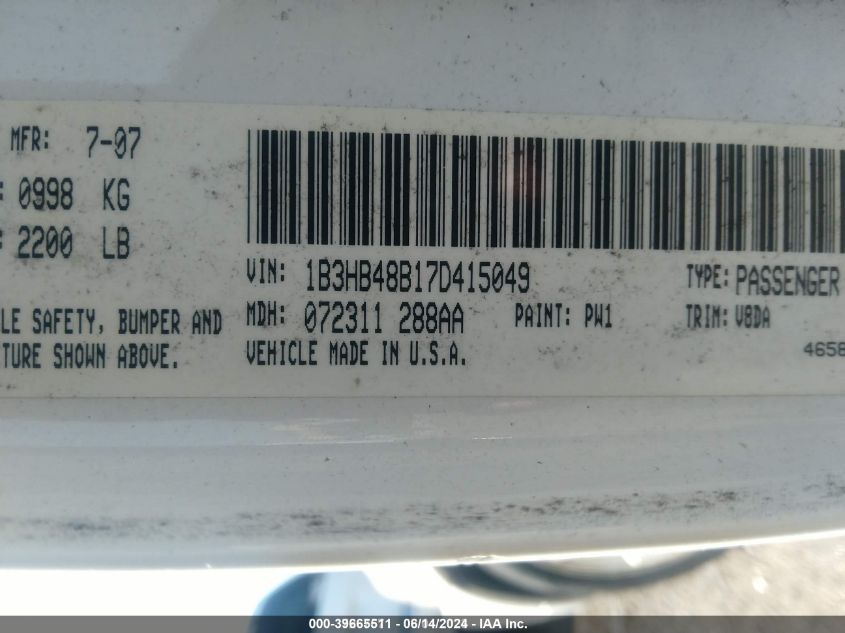 MFR: 7-07
: 0998 KG
: 2200 LB
VIN: 1B3HB48B17D415049
TYPE: PASSENGER
LE SAFETY, BUMPER AND
MDH: 072311 288AA
PAINT: PW1
TRIM: V8DA
TURE SHOWN ABOVE.
VEHICLE MADE IN U.S.A.
4658
000-39665511 - 06/14/2024 - IAA Inc.